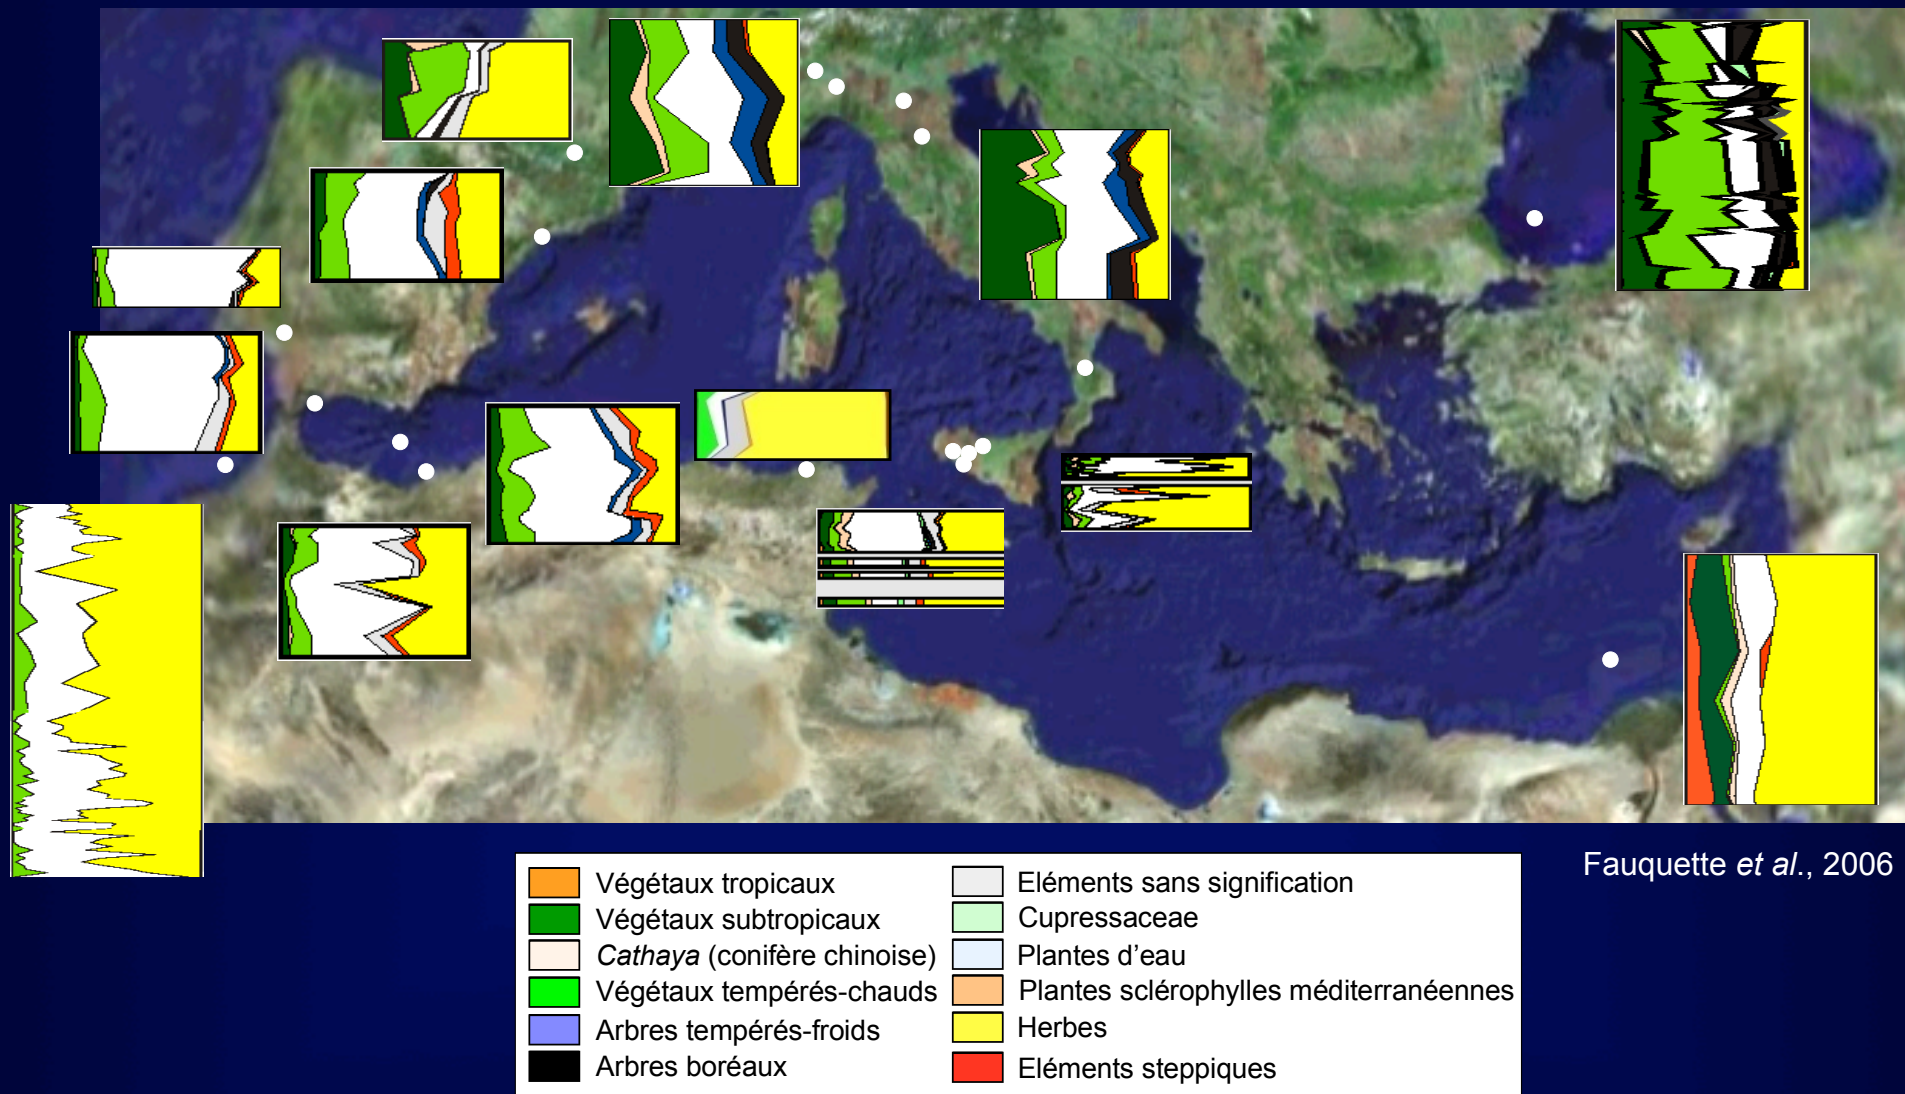 Fauquette et al., 2006
Végétaux tropicaux
Végétaux subtropicaux
Cathaya (conifère chinoise)
Végétaux tempérés-chauds
Arbres tempérés-froids
Arbres boréaux
Eléments sans signification
Cupressaceae
Plantes d’eau
Plantes sclérophylles méditerranéennes
Herbes
Eléments steppiques